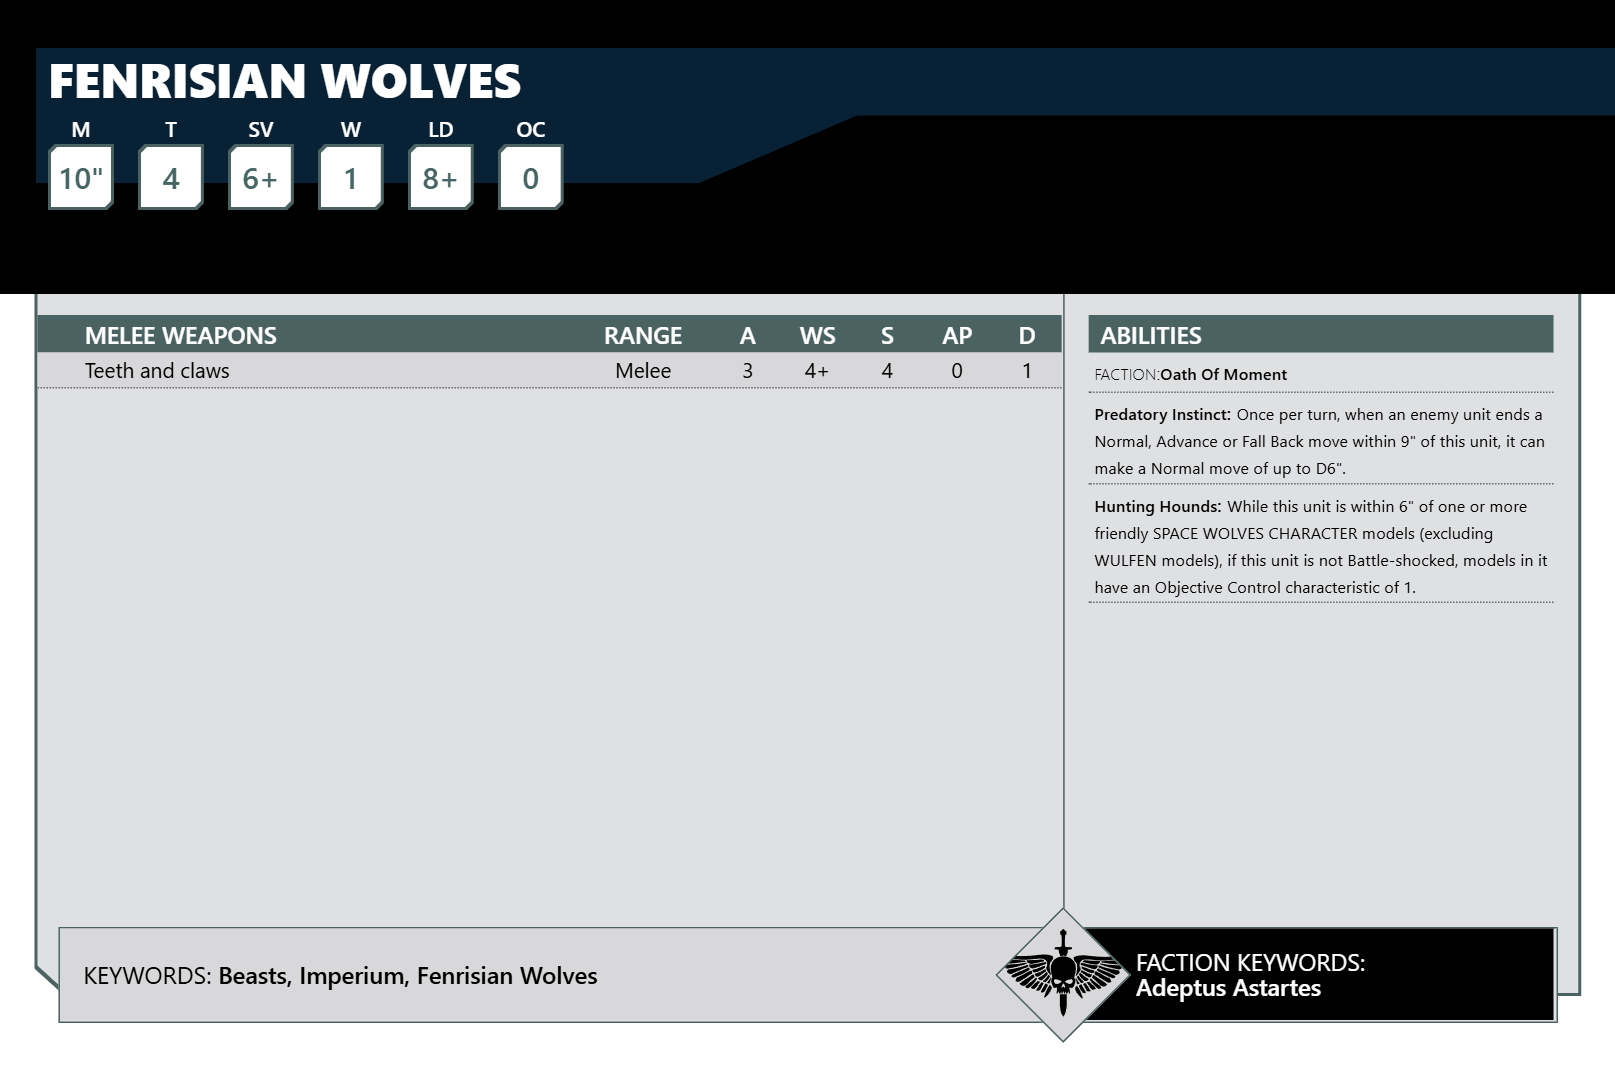 FENRISIAN WOLVES
M T SV W LD OC
10" 4 6+ 1 8+ 0
MELEE WEAPONS RANGE A WS S AP D
Teeth and claws Melee 3 4+ 4 0 1
ABILITIES
FACTION:Oath Of Moment
Predatory Instinct: Once per turn, when an enemy unit ends a
Normal, Advance or Fall Back move within 9" of this unit, it can
make a Normal move of up to D6".
Hunting Hounds: While this unit is within 6" of one or more
friendly SPACE WOLVES CHARACTER models (excluding
WULFEN models), if this unit is not Battle-shocked, models in it
have an Objective Control characteristic of 1.
KEYWORDS: Beasts, Imperium, Fenrisian Wolves
FACTION KEYWORDS:
Adeptus Astartes